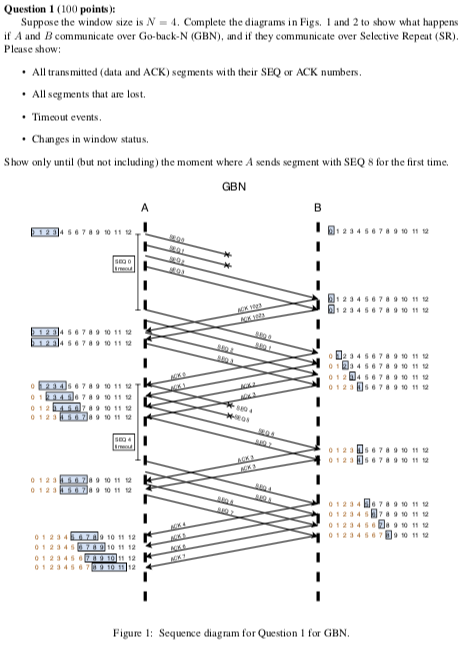 Question 1 (100 points):
Suppose the window size is N = 4. Complete the diagrams in Figs. 1 and 2 to show what happens
if A and B communicate over Go-back-N (GBN), and if they communicate over Selective Repeat (SR).
Please show:
• All transmitted (data and ACK) segments with their SEQ or ACK numbers.
• All segments that are lost.
• Timeout events.
• Changes in window status.
Show only until (but not including) the moment where A sends segment with SEQ 8 for the first time.
GBN
A B
0 1 2 3 4 5 6 7 8 9 10 11 12
0 1 2 3 4 5 6 7 8 9 10 11 12
SEQ 0
SEQ 1
SEQ 2
SEQ 3
SEQ 0
timeout
0 1 2 3 4 5 6 7 8 9 10 11 12
0 1 2 3 4 5 6 7 8 9 10 11 12
ACK 1023
ACK 1023
0 1 2 3 4 5 6 7 8 9 10 11 12
0 1 2 3 4 5 6 7 8 9 10 11 12
SEQ 0
SEQ 1
SEQ 2
SEQ 3
0 1 2 3 4 5 6 7 8 9 10 11 12
0 1 2 3 4 5 6 7 8 9 10 11 12
0 1 2 3 4 5 6 7 8 9 10 11 12
0 1 2 3 4 5 6 7 8 9 10 11 12
ACK 0
ACK 1
ACK 2
ACK 3
0 1 2 3 4 5 6 7 8 9 10 11 12
0 1 2 3 4 5 6 7 8 9 10 11 12
0 1 2 3 4 5 6 7 8 9 10 11 12
0 1 2 3 4 5 6 7 8 9 10 11 12
SEQ 4
SEQ 5
SEQ 6
SEQ 7
SEQ 4
timeout
0 1 2 3 4 5 6 7 8 9 10 11 12
0 1 2 3 4 5 6 7 8 9 10 11 12
ACK 3
ACK 3
0 1 2 3 4 5 6 7 8 9 10 11 12
0 1 2 3 4 5 6 7 8 9 10 11 12
SEQ 4
SEQ 5
SEQ 6
SEQ 7
0 1 2 3 4 5 6 7 8 9 10 11 12
0 1 2 3 4 5 6 7 8 9 10 11 12
0 1 2 3 4 5 6 7 8 9 10 11 12
0 1 2 3 4 5 6 7 8 9 10 11 12
ACK 4
ACK 5
ACK 6
ACK 7
0 1 2 3 4 5 6 7 8 9 10 11 12
0 1 2 3 4 5 6 7 8 9 10 11 12
0 1 2 3 4 5 6 7 8 9 10 11 12
0 1 2 3 4 5 6 7 8 9 10 11 12
Figure 1: Sequence diagram for Question 1 for GBN.